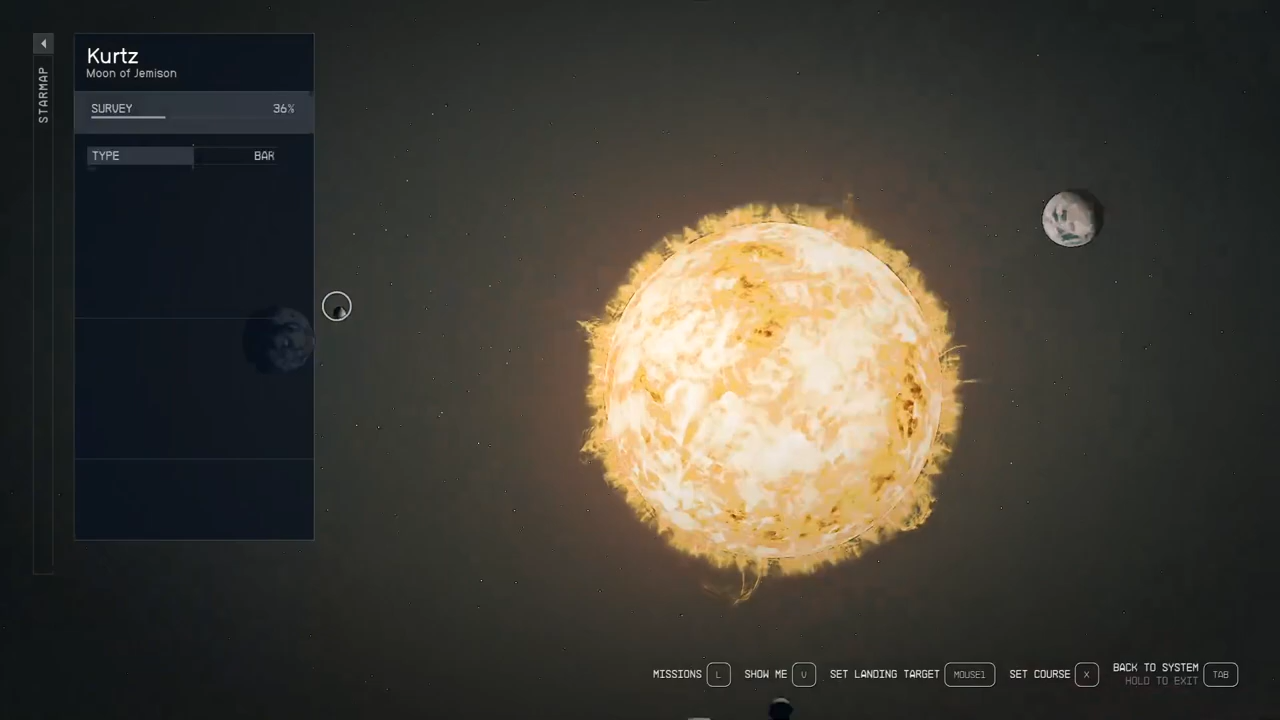 Kurtz
Moon of Jemison
STARMAP
SURVEY 36%
TYPE BAR
MISSIONS L SHOW ME V SET LANDING TARGET MOUSE1 SET COURSE X BACK TO SYSTEM TAB
HOLD TO EXIT